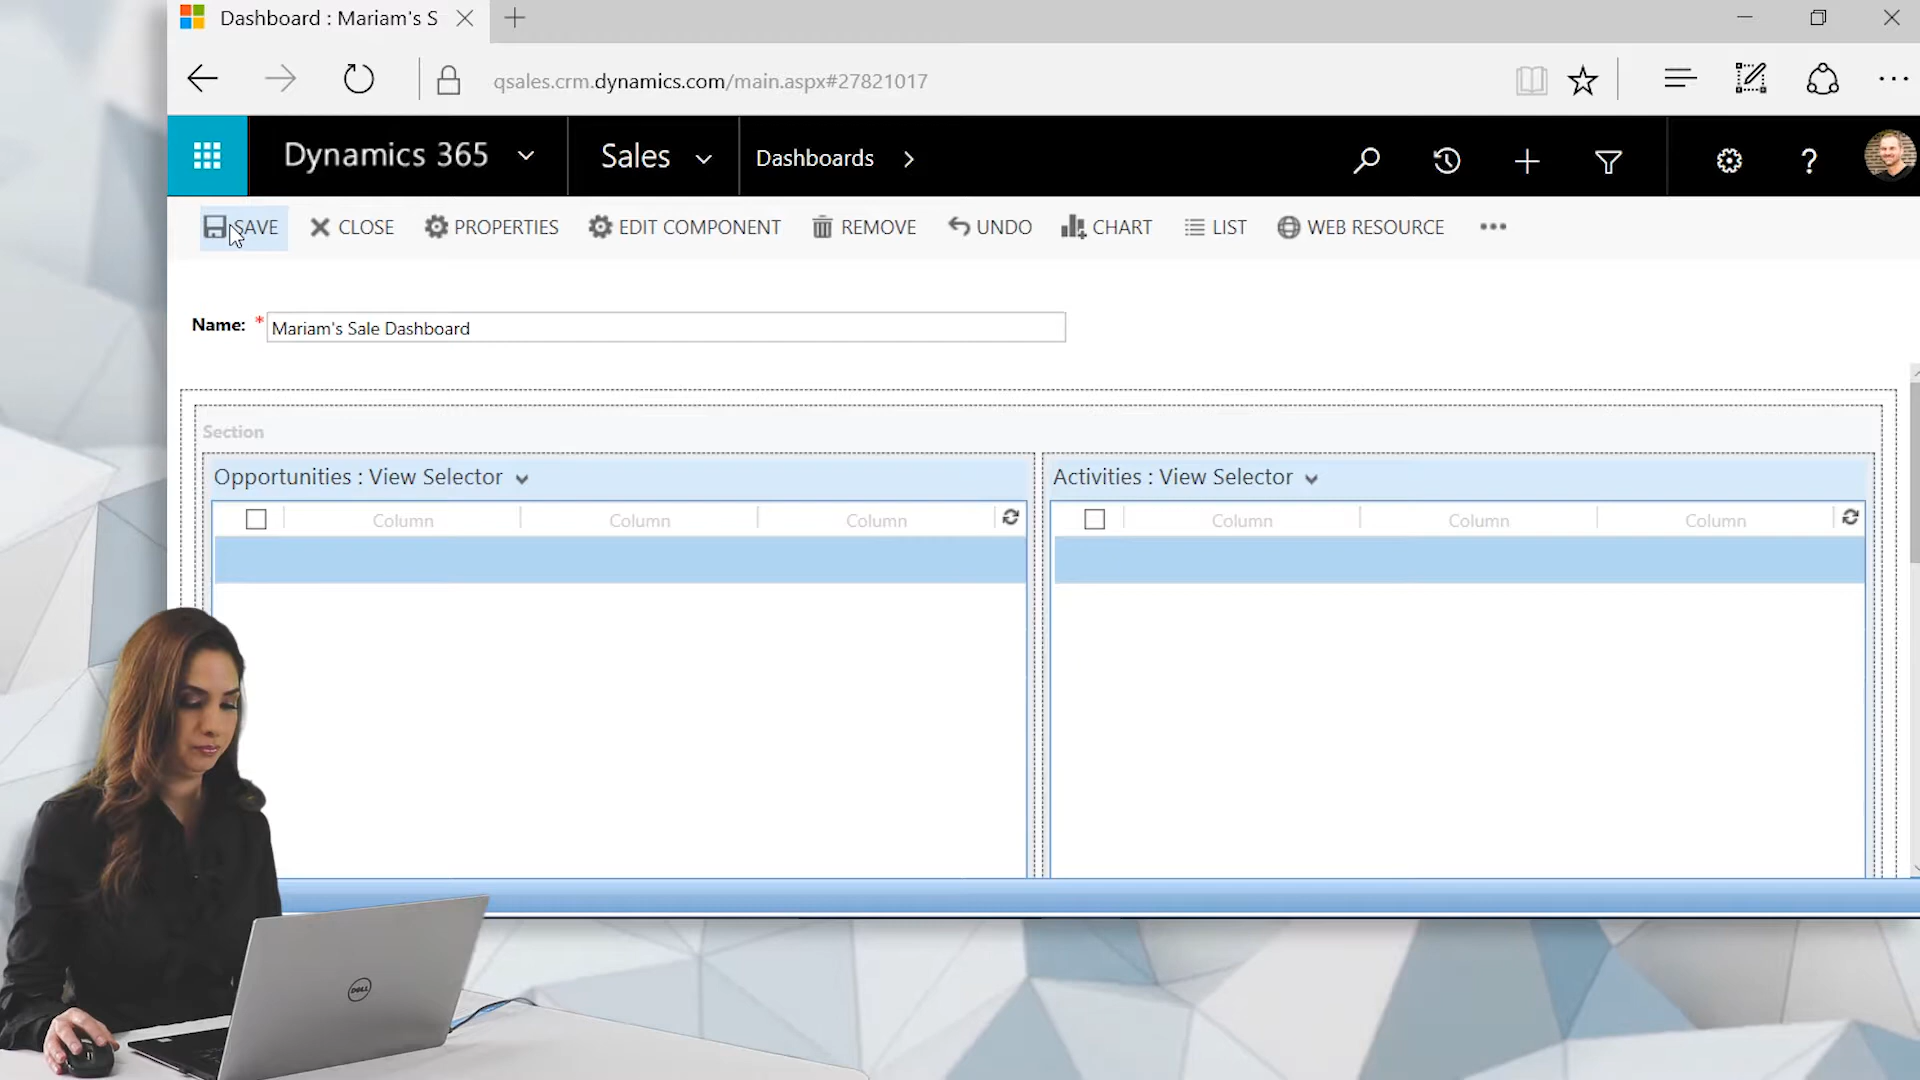 Dashboard : Mariam's S
qsales.crm.dynamics.com/main.aspx#27821017
Dynamics 365 Sales Dashboards
SAVE CLOSE PROPERTIES EDIT COMPONENT REMOVE UNDO CHART LIST WEB RESOURCE
Name: * Mariam's Sale Dashboard
Section
Opportunities : View Selector Activities : View Selector
Column Column Column Column Column Column
DELL